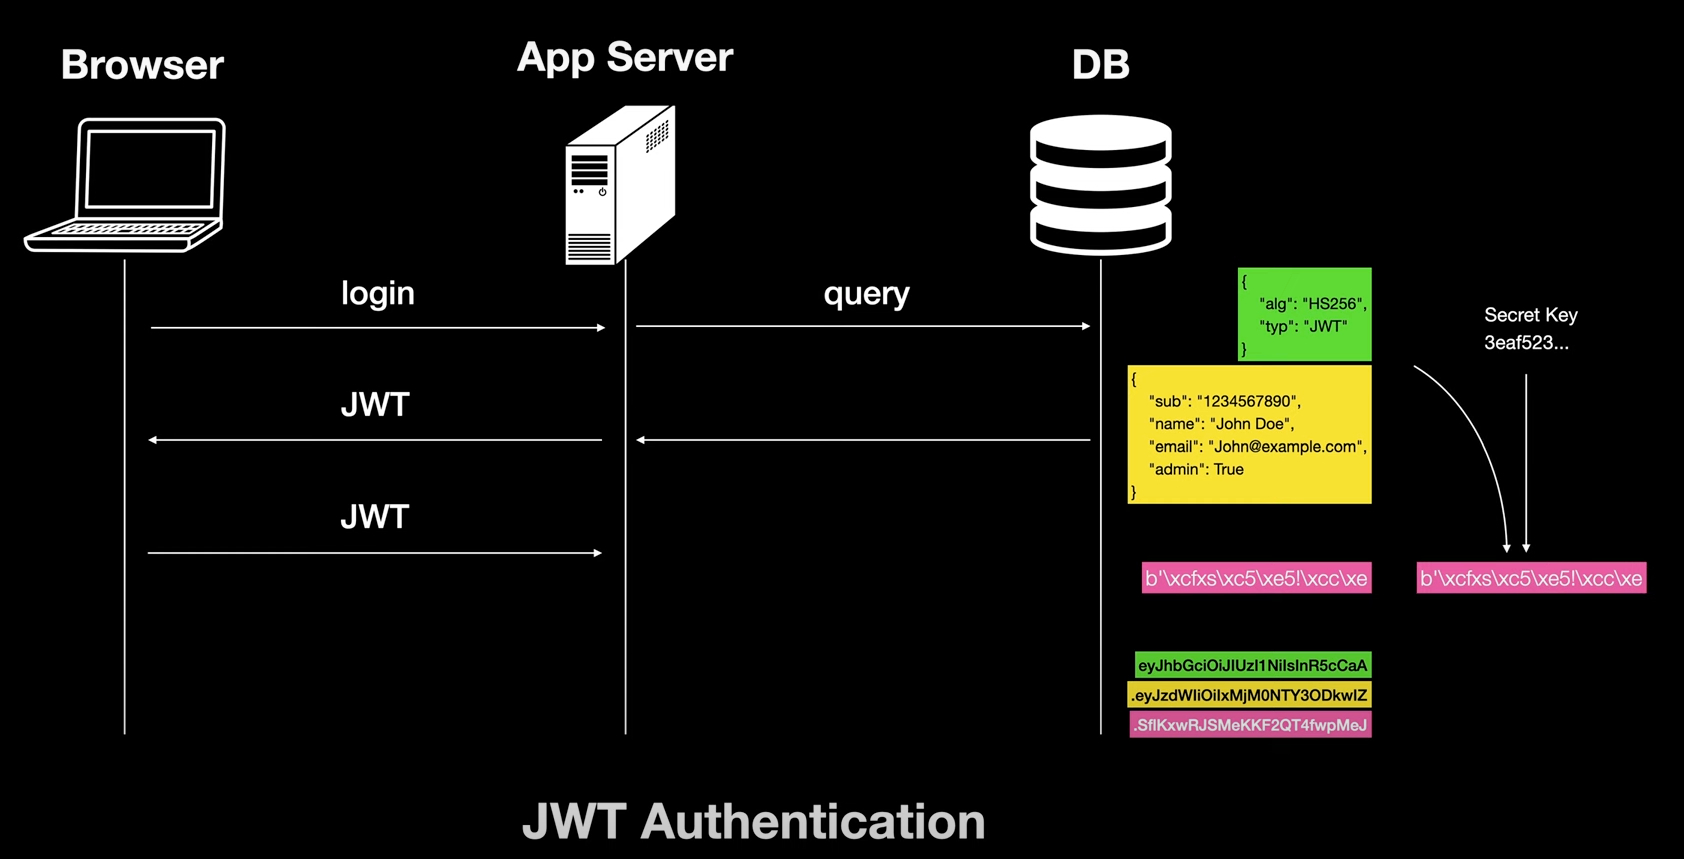 Browser
App Server
DB
login
query
JWT
JWT
{
"alg": "HS256",
"typ": "JWT"
}
{
"sub": "1234567890",
"name": "John Doe",
"email": "John@example.com",
"admin": True
}
Secret Key
3eaf523...
b'\xcfxs\xc5\xe5!\xcc\xe
b'\xcfxs\xc5\xe5!\xcc\xe
eyJhbGciOiJIUzI1NiIsInR5cCaA
.eyJzdWIiOiIxMjM0NTY3ODkwIZ
.SflKxwRJSMeKKF2QT4fwpMeJ
JWT Authentication